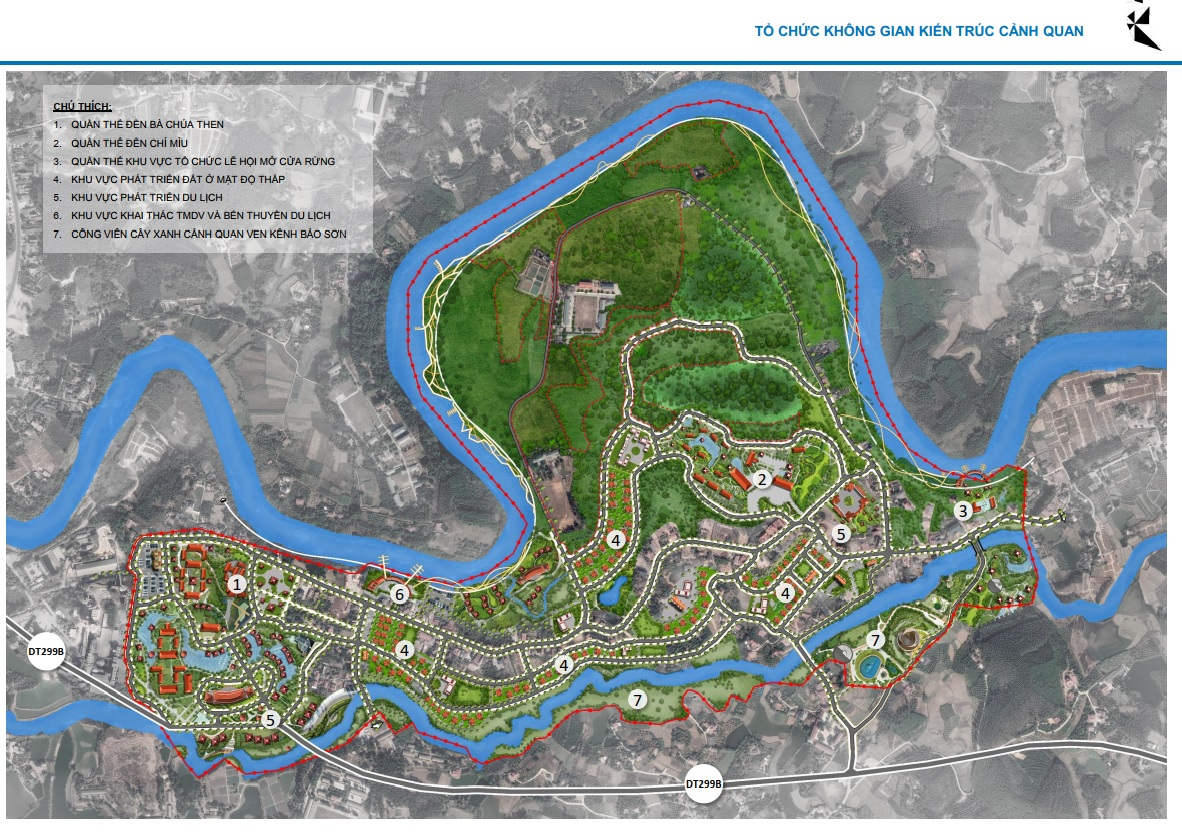 TỔ CHỨC KHÔNG GIAN KIẾN TRÚC CẢNH QUAN
CHÚ THÍCH:
1. QUẦN THỂ ĐỀN BÀ CHÚA THEN
2. QUẦN THỂ ĐỀN CHÍ MÌU
3. QUẦN THỂ KHU VỰC TỔ CHỨC LỄ HỘI MỞ CỬA RỪNG
4. KHU VỰC PHÁT TRIỂN ĐẤT Ở MẬT ĐỘ THẤP
5. KHU VỰC PHÁT TRIỂN DU LỊCH
6. KHU VỰC KHAI THÁC TMDV VÀ BẾN THUYỀN DU LỊCH
7. CÔNG VIÊN CÂY XANH CẢNH QUAN VEN KÊNH BẢO SƠN
2
3
5
4
1
6
4
7
4
4
DT299B
7
5
DT299B